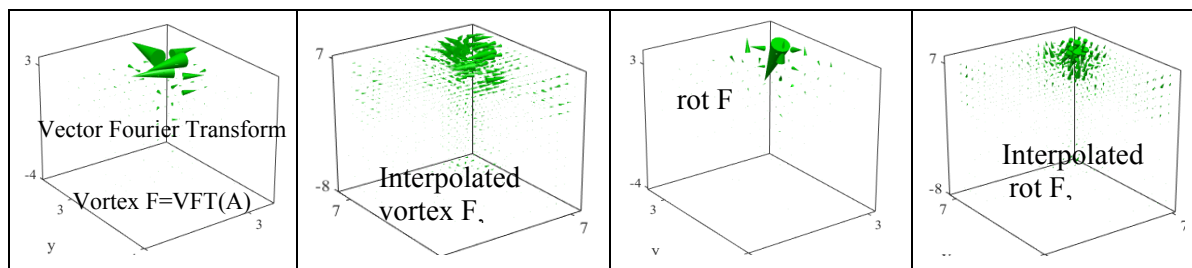 3
Vector Fourier Transform
-4
3
Vortex F=VFT(A)
3
y
7
-8
Interpolated
vortex F,
7
7
3
rot F
-4
3
3
7
Interpolated
rot F,
-8
7
7